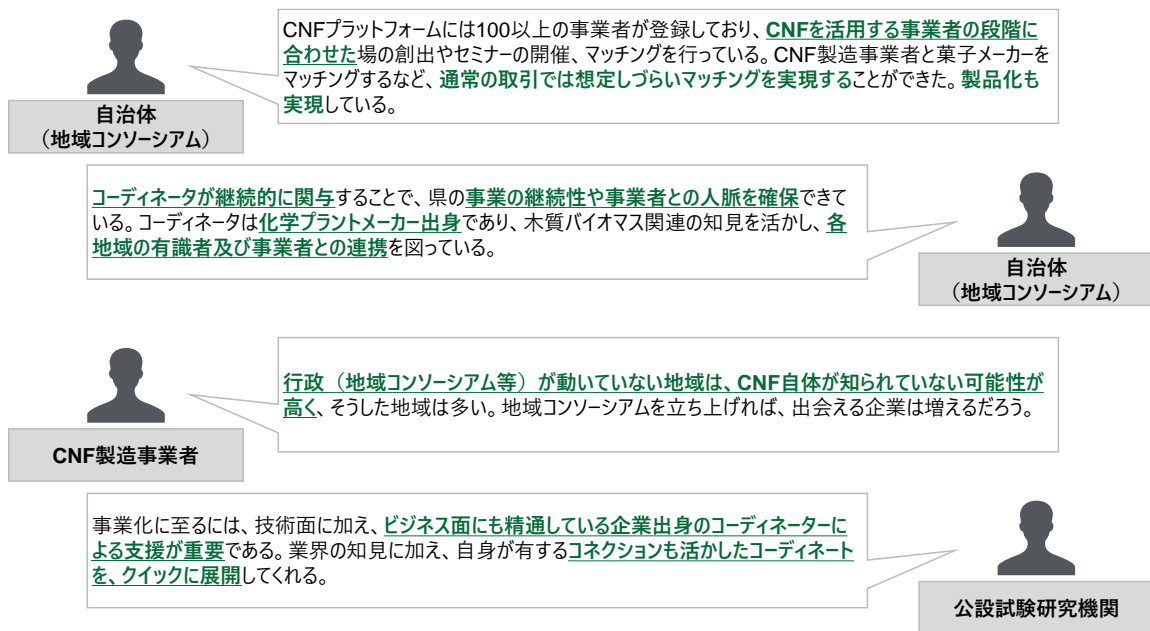 CNFプラットフォームには100以上の事業者が登録しており、CNFを活用する事業者の段階に
合わせた場の創出やセミナーの開催、マッチングを行っている。CNF製造事業者と菓子メーカーを
マッチングするなど、通常の取引では想定しづらいマッチングを実現することができた。製品化も
実現している。
自治体
（地域コンソーシアム）
コーディネータが継続的に関与することで、県の事業の継続性や事業者との人脈を確保できて
いる。コーディネータは化学プラントメーカー出身であり、木質バイオマス関連の知見を活かし、各
地域の有識者及び事業者との連携を図っている。
自治体
（地域コンソーシアム）
行政（地域コンソーシアム等）が動いていない地域は、CNF自体が知られていない可能性が
高く、そうした地域は多い。地域コンソーシアムを立ち上げれば、出会える企業は増えるだろう。
CNF製造事業者
事業化に至るには、技術面に加え、ビジネス面にも精通している企業出身のコーディネーターに
よる支援が重要である。業界の知見に加え、自身が有するコネクションも活かしたコーディネート
を、クイックに展開してくれる。
公設試験研究機関